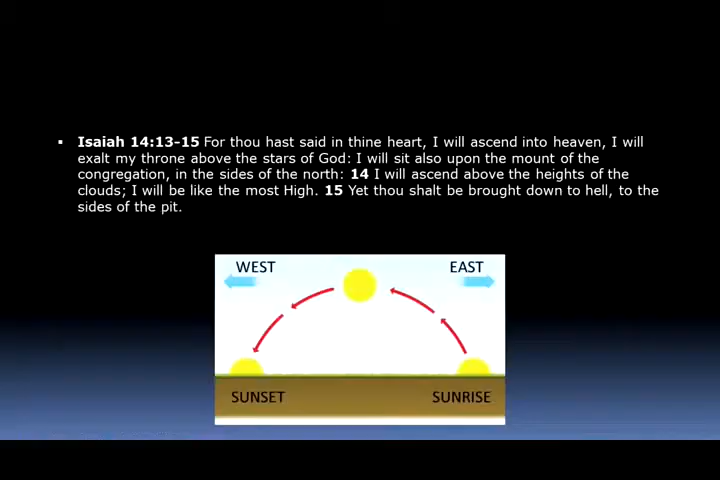 ▪ Isaiah 14:13-15 For thou hast said in thine heart, I will ascend into heaven, I will
exalt my throne above the stars of God: I will sit also upon the mount of the
congregation, in the sides of the north: 14 I will ascend above the heights of the
clouds; I will be like the most High. 15 Yet thou shalt be brought down to hell, to the
sides of the pit.
WEST EAST
SUNSET SUNRISE